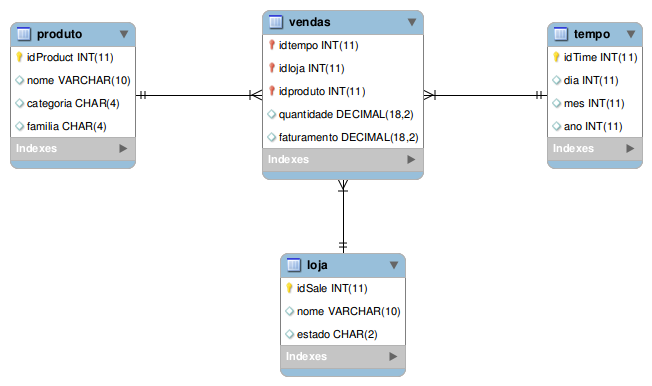 produto
idProduct INT(11)
nome VARCHAR(10)
categoria CHAR(4)
familia CHAR(4)
Indexes
vendas
idtempo INT(11)
idloja INT(11)
idproduto INT(11)
quantidade DECIMAL(18,2)
faturamento DECIMAL(18,2)
Indexes
tempo
idTime INT(11)
dia INT(11)
mes INT(11)
ano INT(11)
Indexes
loja
idSale INT(11)
nome VARCHAR(10)
estado CHAR(2)
Indexes